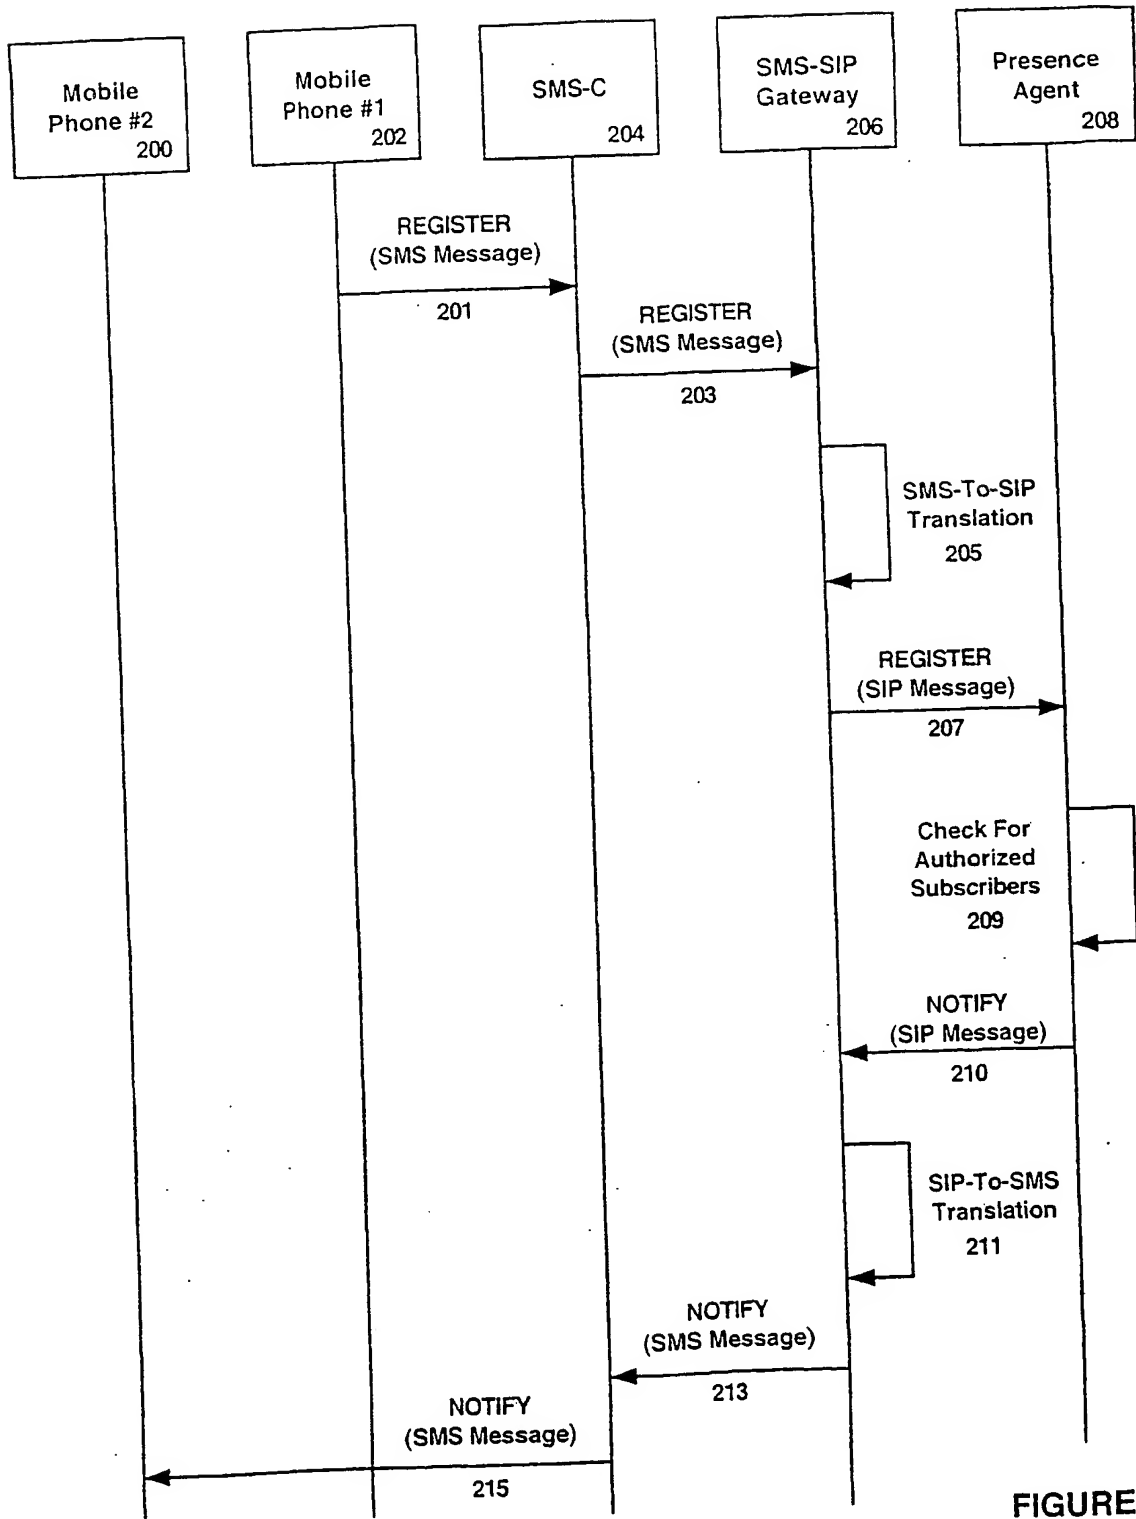 Mobile
Phone #2
200
Mobile
Phone #1
202
SMS-C
204
SMS-SIP
Gateway
206
Presence
Agent
208
REGISTER
(SMS Message)
201
REGISTER
(SMS Message)
203
SMS-To-SIP
Translation
205
REGISTER
(SIP Message)
207
Check For
Authorized
Subscribers
209
NOTIFY
(SIP Message)
210
SIP-To-SMS
Translation
211
NOTIFY
(SMS Message)
213
NOTIFY
(SMS Message)
215
FIGURE